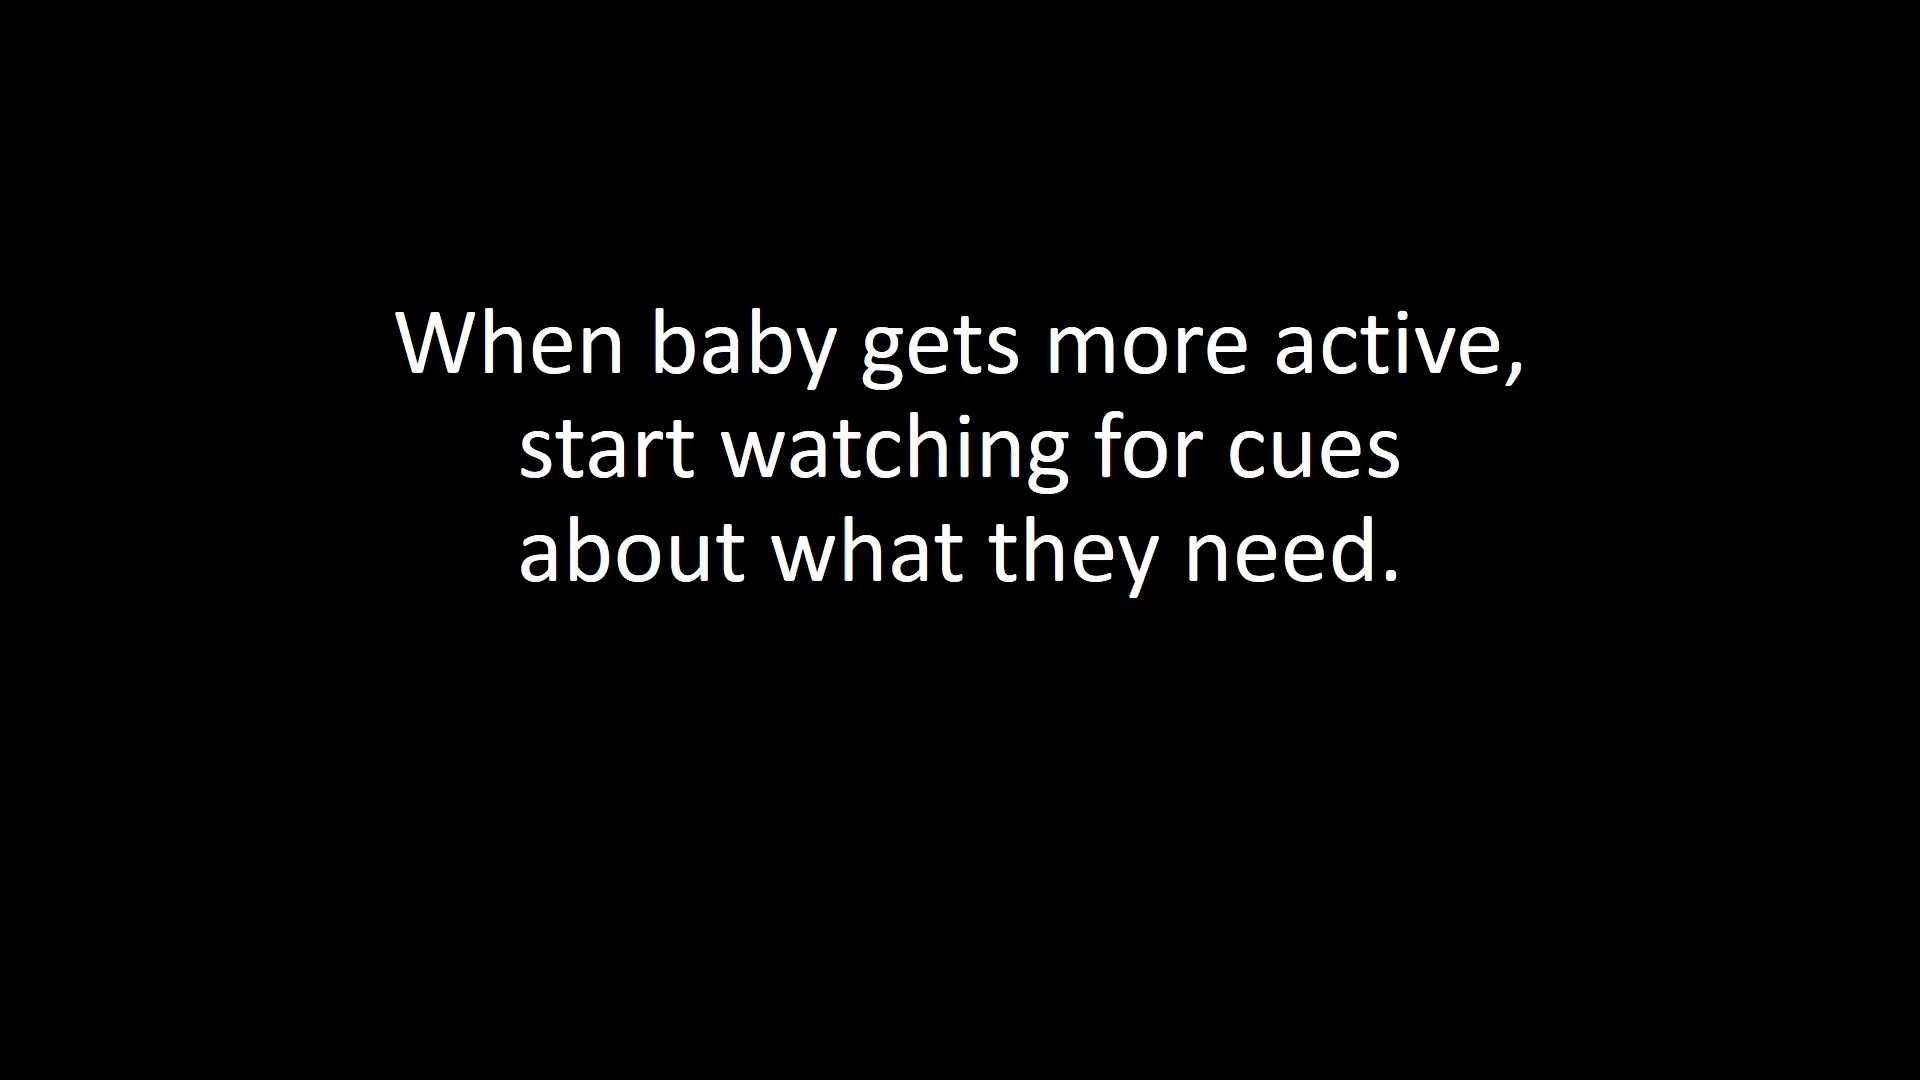 When baby gets more active,
start watching for cues
about what they need.